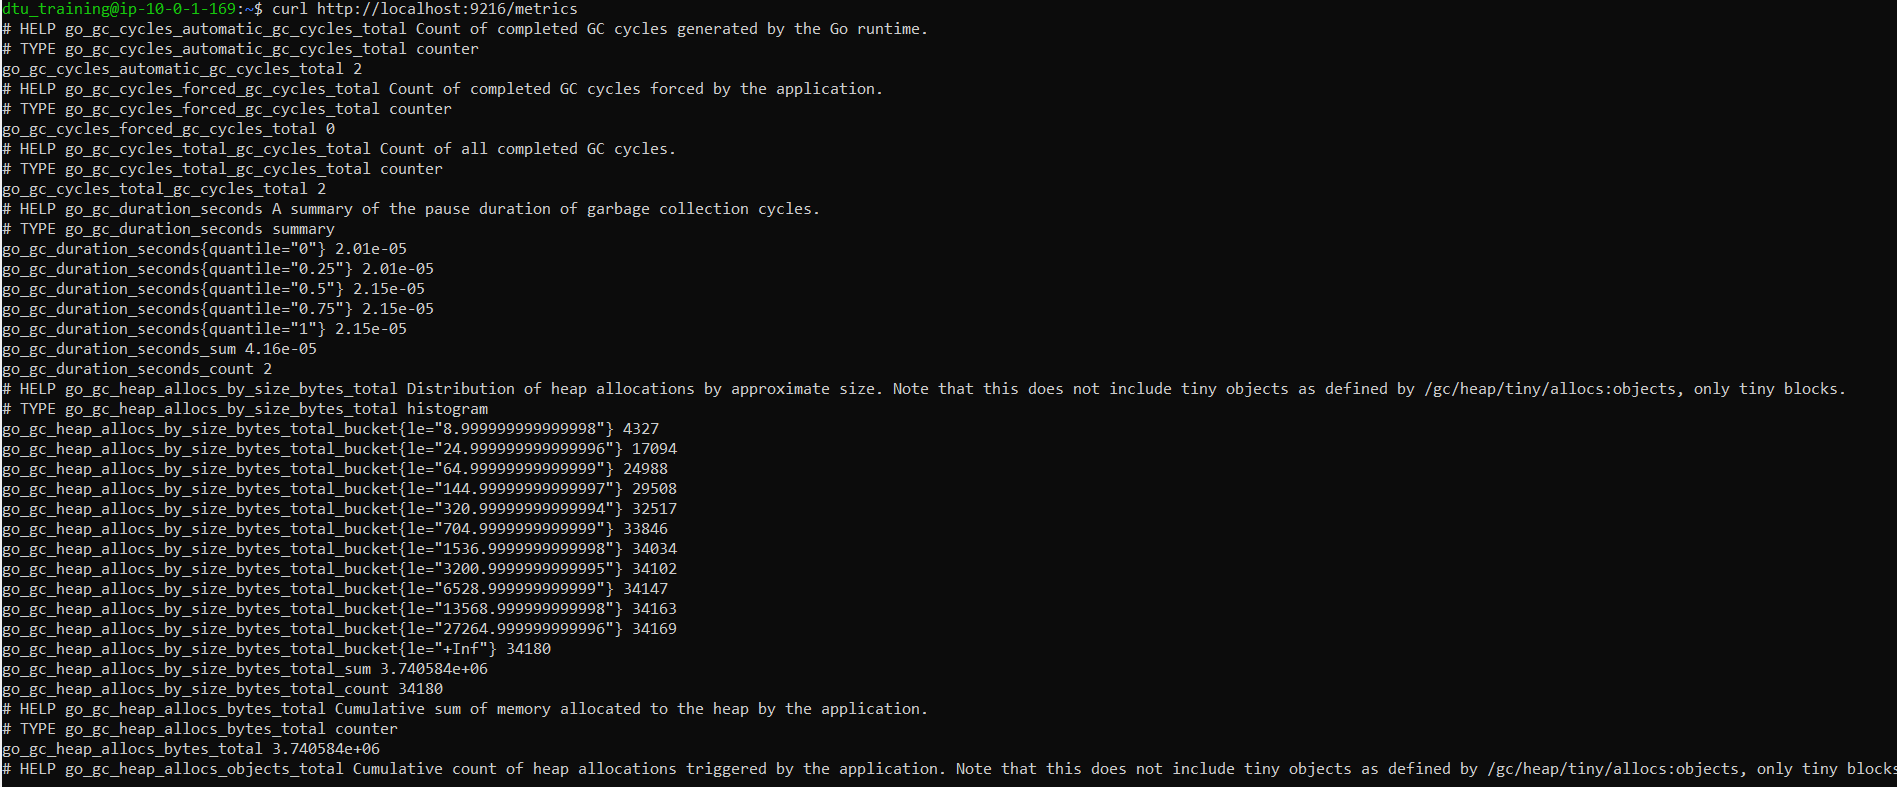 dtu_training@ip-10-0-1-169:~$ curl http://localhost:9216/metrics
# HELP go_gc_cycles_automatic_gc_cycles_total Count of completed GC cycles generated by the Go runtime.
# TYPE go_gc_cycles_automatic_gc_cycles_total counter
go_gc_cycles_automatic_gc_cycles_total 2
# HELP go_gc_cycles_forced_gc_cycles_total Count of completed GC cycles forced by the application.
# TYPE go_gc_cycles_forced_gc_cycles_total counter
go_gc_cycles_forced_gc_cycles_total 0
# HELP go_gc_cycles_total_gc_cycles_total Count of all completed GC cycles.
# TYPE go_gc_cycles_total_gc_cycles_total counter
go_gc_cycles_total_gc_cycles_total 2
# HELP go_gc_duration_seconds A summary of the pause duration of garbage collection cycles.
# TYPE go_gc_duration_seconds summary
go_gc_duration_seconds{quantile="0"} 2.01e-05
go_gc_duration_seconds{quantile="0.25"} 2.01e-05
go_gc_duration_seconds{quantile="0.5"} 2.15e-05
go_gc_duration_seconds{quantile="0.75"} 2.15e-05
go_gc_duration_seconds{quantile="1"} 2.15e-05
go_gc_duration_seconds_sum 4.16e-05
go_gc_duration_seconds_count 2
# HELP go_gc_heap_allocs_by_size_bytes_total Distribution of heap allocations by approximate size. Note that this does not include tiny objects as defined by /gc/heap/tiny/allocs:objects, only tiny blocks.
# TYPE go_gc_heap_allocs_by_size_bytes_total histogram
go_gc_heap_allocs_by_size_bytes_total_bucket{le="8.999999999999998"} 4327
go_gc_heap_allocs_by_size_bytes_total_bucket{le="24.999999999999996"} 17094
go_gc_heap_allocs_by_size_bytes_total_bucket{le="64.99999999999999"} 24988
go_gc_heap_allocs_by_size_bytes_total_bucket{le="144.99999999999997"} 29508
go_gc_heap_allocs_by_size_bytes_total_bucket{le="320.99999999999994"} 32517
go_gc_heap_allocs_by_size_bytes_total_bucket{le="704.9999999999999"} 33846
go_gc_heap_allocs_by_size_bytes_total_bucket{le="1536.9999999999998"} 34034
go_gc_heap_allocs_by_size_bytes_total_bucket{le="3200.9999999999995"} 34102
go_gc_heap_allocs_by_size_bytes_total_bucket{le="6528.999999999999"} 34147
go_gc_heap_allocs_by_size_bytes_total_bucket{le="13568.999999999998"} 34163
go_gc_heap_allocs_by_size_bytes_total_bucket{le="27264.999999999996"} 34169
go_gc_heap_allocs_by_size_bytes_total_bucket{le="+Inf"} 34180
go_gc_heap_allocs_by_size_bytes_total_sum 3.740584e+06
go_gc_heap_allocs_by_size_bytes_total_count 34180
# HELP go_gc_heap_allocs_bytes_total Cumulative sum of memory allocated to the heap by the application.
# TYPE go_gc_heap_allocs_bytes_total counter
go_gc_heap_allocs_bytes_total 3.740584e+06
# HELP go_gc_heap_allocs_objects_total Cumulative count of heap allocations triggered by the application. Note that this does not include tiny objects as defined by /gc/heap/tiny/allocs:objects, only tiny blocks